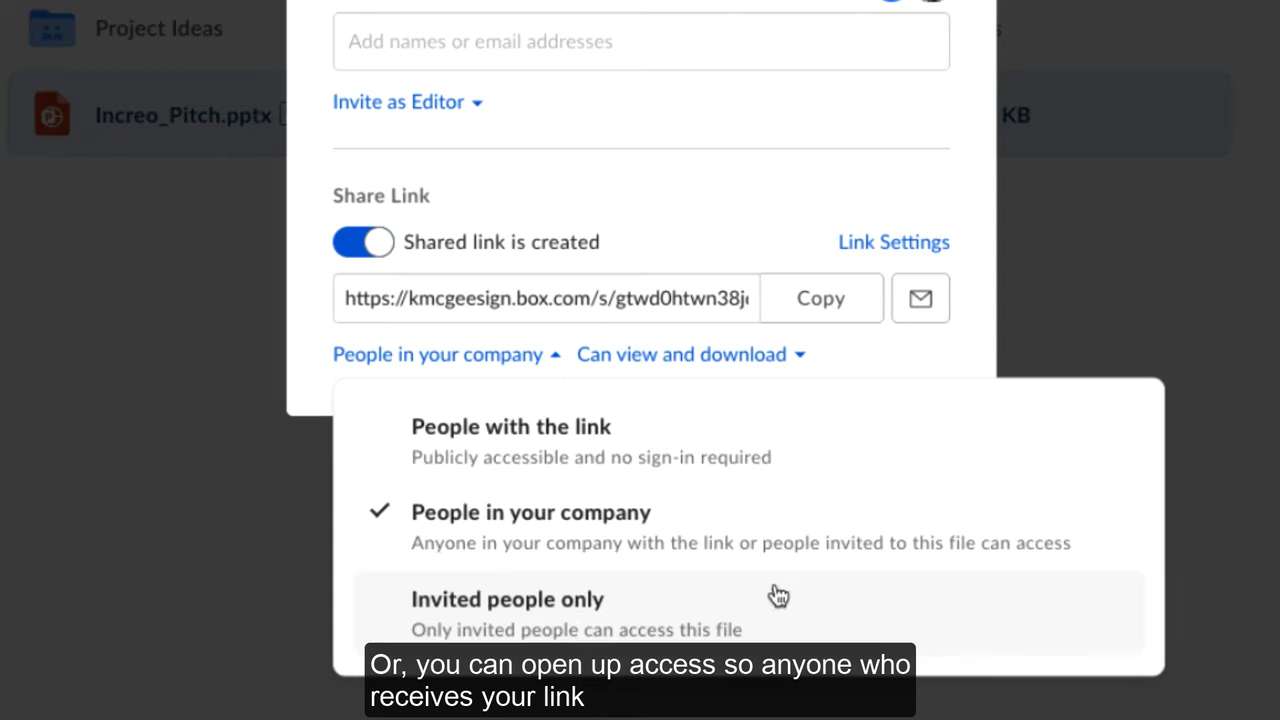 Project Ideas
Add names or email addresses
Increo_Pitch.pptx
KB
Invite as Editor
Share Link
Shared link is created
Link Settings
https://kmcgeesign.box.com/s/gtwd0htwn38j
Copy
People in your company Can view and download
People with the link
Publicly accessible and no sign-in required
People in your company
Anyone in your company with the link or people invited to this file can access
Invited people only
Only invited people can access this file
Or, you can open up access so anyone who
receives your link